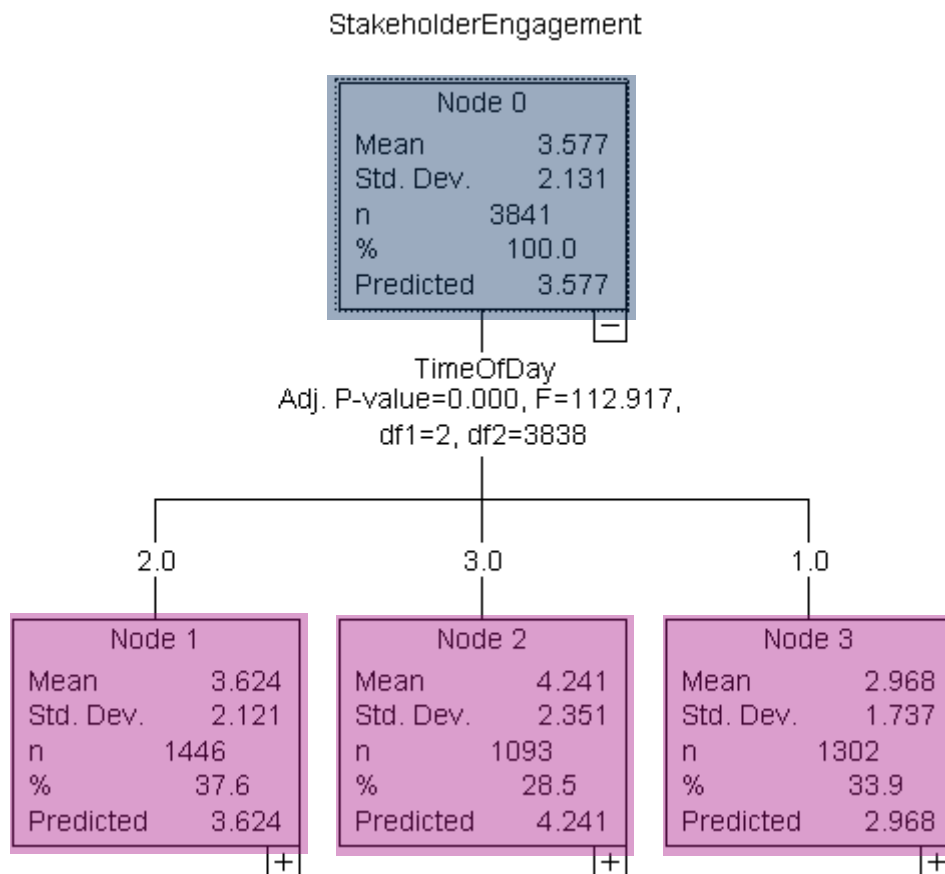 StakeholderEngagement
Node 0
Mean 3.577
Std. Dev. 2.131
n 3841
% 100.0
Predicted 3.577
−
TimeOfDay
Adj. P-value=0.000, F=112.917,
df1=2, df2=3838
2.0 3.0 1.0
Node 1
Mean 3.624
Std. Dev. 2.121
n 1446
% 37.6
Predicted 3.624
+
Node 2
Mean 4.241
Std. Dev. 2.351
n 1093
% 28.5
Predicted 4.241
+
Node 3
Mean 2.968
Std. Dev. 1.737
n 1302
% 33.9
Predicted 2.968
+